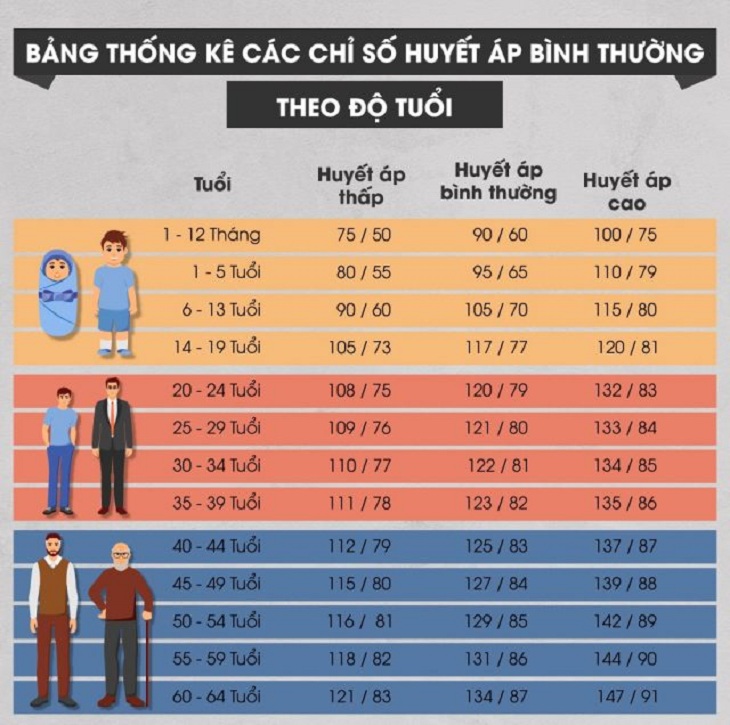 BẢNG THỐNG KÊ CÁC CHỈ SỐ HUYẾT ÁP BÌNH THƯỜNG
THEO ĐỘ TUỔI
Tuổi Huyết áp thấp Huyết áp bình thường Huyết áp cao
1 - 12 Tháng 75 / 50 90 / 60 100 / 75
1 - 5 Tuổi 80 / 55 95 / 65 110 / 79
6 - 13 Tuổi 90 / 60 105 / 70 115 / 80
14 - 19 Tuổi 105 / 73 117 / 77 120 / 81
20 - 24 Tuổi 108 / 75 120 / 79 132 / 83
25 - 29 Tuổi 109 / 76 121 / 80 133 / 84
30 - 34 Tuổi 110 / 77 122 / 81 134 / 85
35 - 39 Tuổi 111 / 78 123 / 82 135 / 86
40 - 44 Tuổi 112 / 79 125 / 83 137 / 87
45 - 49 Tuổi 115 / 80 127 / 84 139 / 88
50 - 54 Tuổi 116 / 81 129 / 85 142 / 89
55 - 59 Tuổi 118 / 82 131 / 86 144 / 90
60 - 64 Tuổi 121 / 83 134 / 87 147 / 91